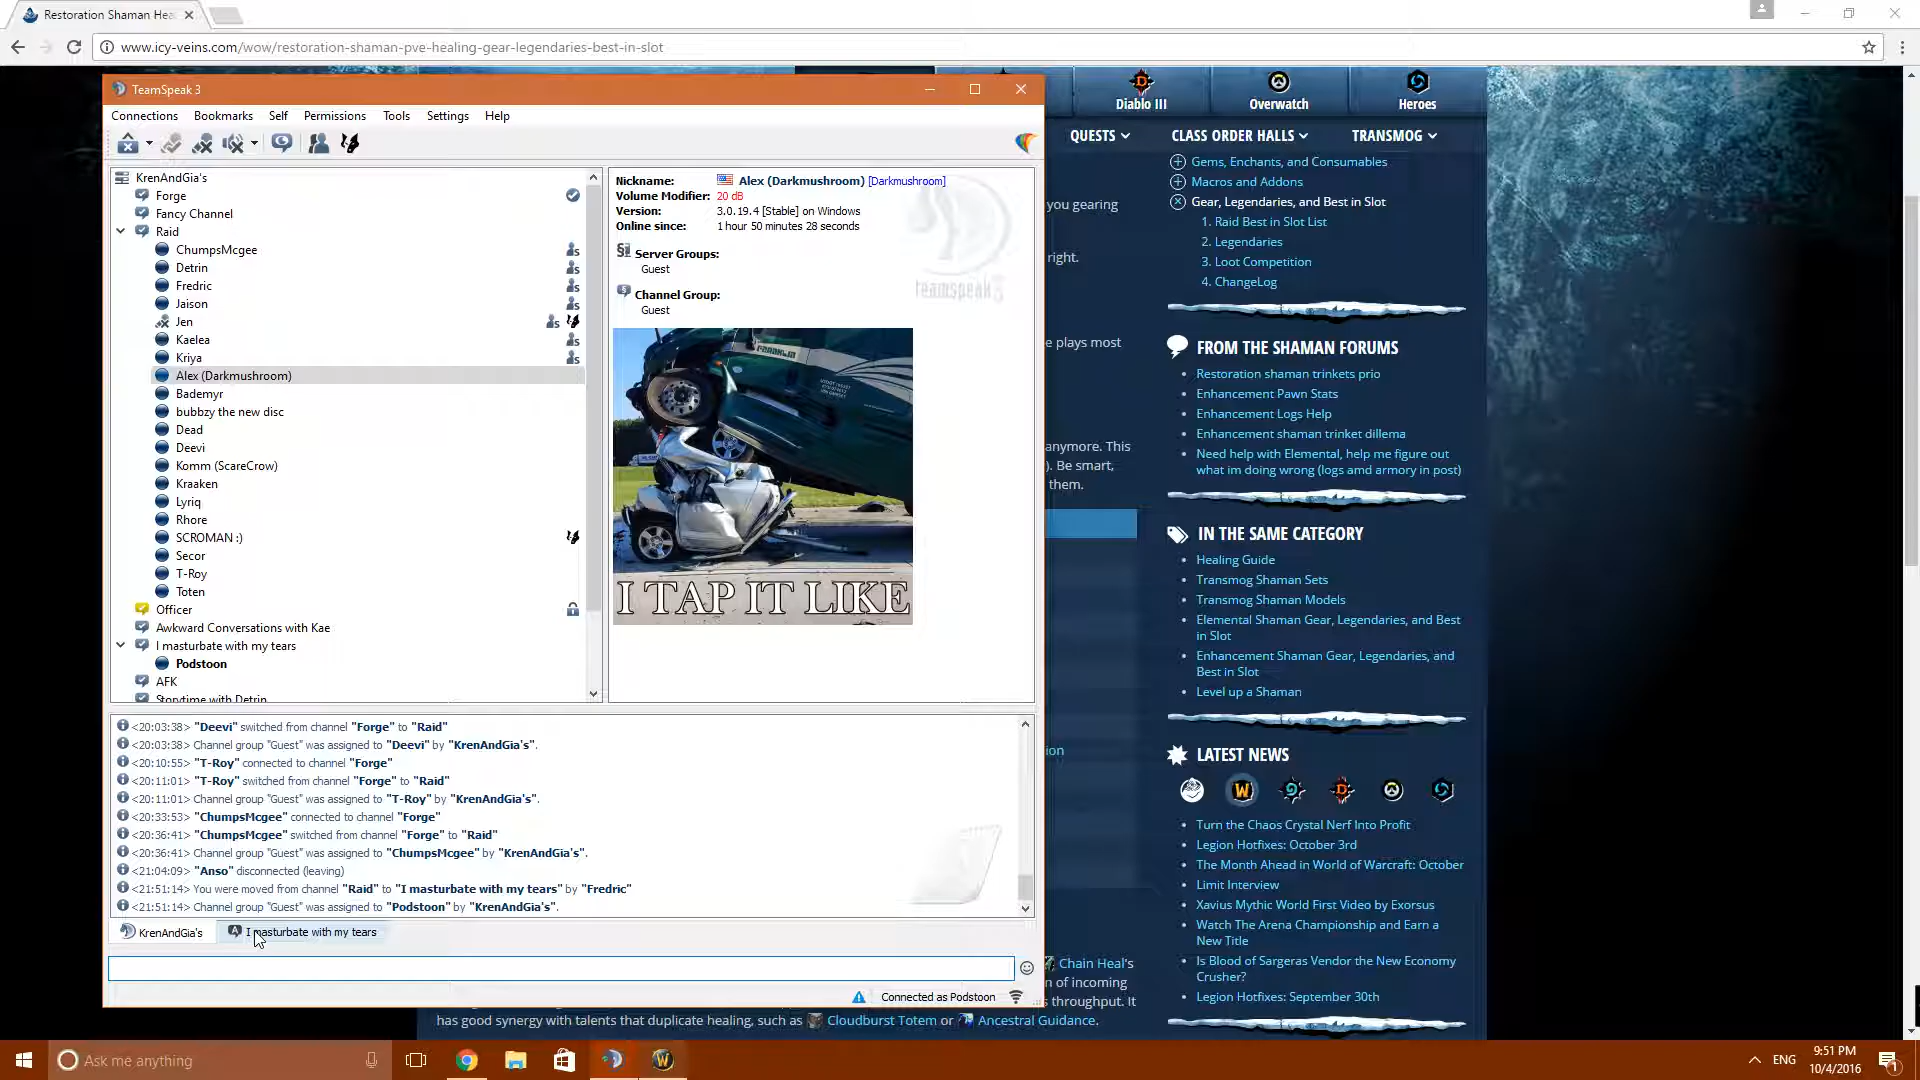 Restoration Shaman Hea
www.icy-veins.com/wow/restoration-shaman-pve-healing-gear-legendaries-best-in-slot
TeamSpeak 3
Connections Bookmarks Self Permissions Tools Settings Help
KrenAndGia's
Forge
Fancy Channel
Raid
ChumpsMcgee
Detrin
Fredric
Jaison
Jen
Kaelea
Kriya
Alex (Darkmushroom)
Bademyr
bubbzy the new disc
Dead
Deevi
Komm (ScareCrow)
Kraaken
Lyriq
Rhore
SCROMAN :)
Secor
T-Roy
Toten
Officer
Awkward Conversations with Kae
I masturbate with my tears
Podstoon
AFK
Storytime with Detrin
Nickname: Alex (Darkmushroom) [Darkmushroom]
Volume Modifier: 20 dB
Version: 3.0.19.4 [Stable] on Windows
Online since: 1 hour 50 minutes 28 seconds
Server Groups:
Guest
Channel Group:
Guest
teamspeak
FRANKLIN
I TAP IT LIKE
<20:03:38> "Deevi" switched from channel "Forge" to "Raid"
<20:03:38> Channel group "Guest" was assigned to "Deevi" by "KrenAndGia's".
<20:10:55> "T-Roy" connected to channel "Forge"
<20:11:01> "T-Roy" switched from channel "Forge" to "Raid"
<20:11:01> Channel group "Guest" was assigned to "T-Roy" by "KrenAndGia's".
<20:33:53> "ChumpsMcgee" connected to channel "Forge"
<20:36:41> "ChumpsMcgee" switched from channel "Forge" to "Raid"
<20:36:41> Channel group "Guest" was assigned to "ChumpsMcgee" by "KrenAndGia's".
<21:04:09> "Anso" disconnected (leaving)
<21:51:14> You were moved from channel "Raid" to "I masturbate with my tears" by "Fredric"
<21:51:14> Channel group "Guest" was assigned to "Podstoon" by "KrenAndGia's".
KrenAndGia's
I masturbate with my tears
Connected as Podstoon
Diablo III
Overwatch
Heroes
QUESTS
CLASS ORDER HALLS
TRANSMOG
you gearing
right.
e plays most
anymore. This
). Be smart,
them.
ion
Chain Heal's
n of incoming
s throughput. It
has good synergy with talents that duplicate healing, such as Cloudburst Totem or Ancestral Guidance.
Gems, Enchants, and Consumables
Macros and Addons
Gear, Legendaries, and Best in Slot
1. Raid Best in Slot List
2. Legendaries
3. Loot Competition
4. ChangeLog
FROM THE SHAMAN FORUMS
Restoration shaman trinkets prio
Enhancement Pawn Stats
Enhancement Logs Help
Enhancement shaman trinket dillema
Need help with Elemental, help me figure out
what im doing wrong (logs amd armory in post)
IN THE SAME CATEGORY
Healing Guide
Transmog Shaman Sets
Transmog Shaman Models
Elemental Shaman Gear, Legendaries, and Best
in Slot
Enhancement Shaman Gear, Legendaries, and
Best in Slot
Level up a Shaman
LATEST NEWS
Turn the Chaos Crystal Nerf Into Profit
Legion Hotfixes: October 3rd
The Month Ahead in World of Warcraft: October
Limit Interview
Xavius Mythic World First Video by Exorsus
Watch The Arena Championship and Earn a
New Title
Is Blood of Sargeras Vendor the New Economy
Crusher?
Legion Hotfixes: September 30th
Ask me anything
ENG
9:51 PM
10/4/2016
1